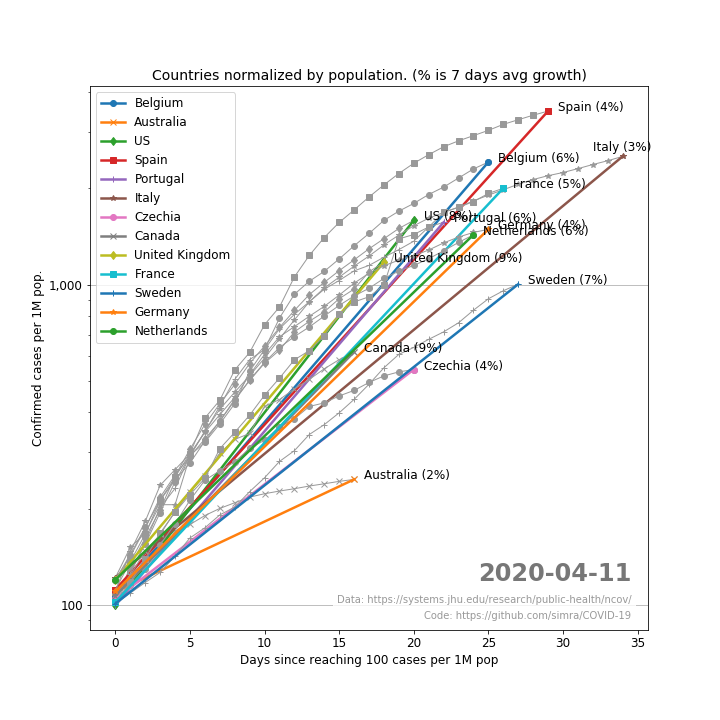 Countries normalized by population. (% is 7 days avg growth)
Belgium
Australia
US
Spain
Portugal
Italy
Czechia
Canada
United Kingdom
France
Sweden
Germany
Netherlands
Spain (4%)
Italy (3%)
Belgium (6%)
France (5%)
US (8%)
Portugal (6%)
Germany (4%)
Netherlands (6%)
United Kingdom (9%)
Sweden (7%)
Canada (9%)
Czechia (4%)
Australia (2%)
1,000
100
Confirmed cases per 1M pop.
2020-04-11
Data: https://systems.jhu.edu/research/public-health/ncov/
Code: https://github.com/simra/COVID-19
0 5 10 15 20 25 30 35
Days since reaching 100 cases per 1M pop